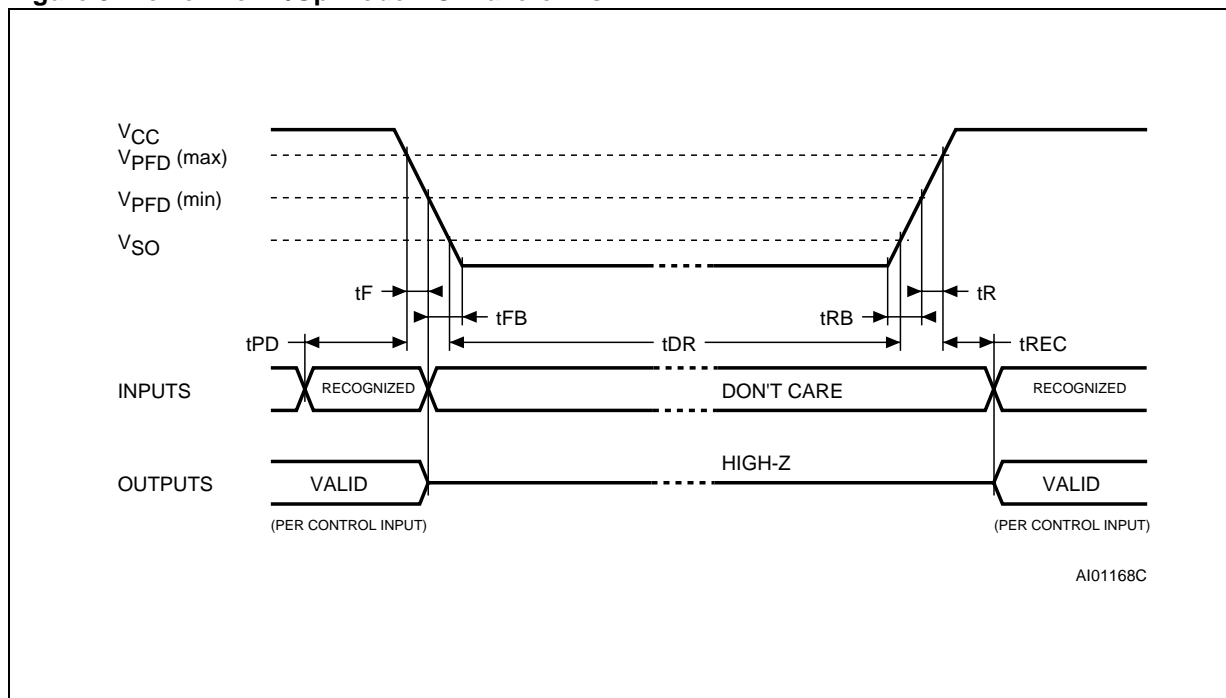 VCC
VPFD (max)
VPFD (min)
VSO
tF
tR
tFB
tRB
tPD
tDR
tREC
INPUTS
RECOGNIZED
DON'T CARE
RECOGNIZED
HIGH-Z
OUTPUTS
VALID
VALID
(PER CONTROL INPUT)
(PER CONTROL INPUT)
AI01168C